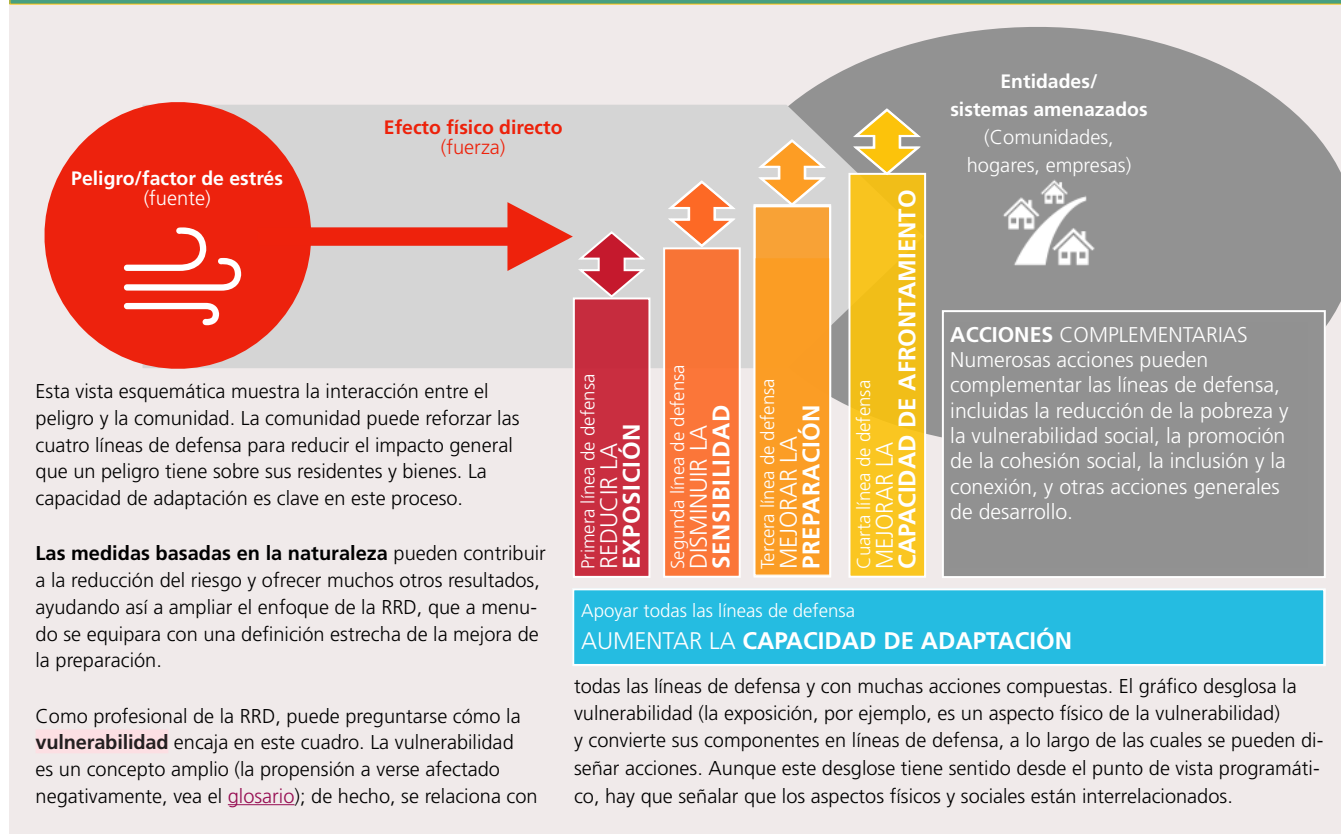 Peligro/factor de estrés
(fuente)
Efecto físico directo
(fuerza)
Entidades/
sistemas amenazados
(Comunidades,
hogares, empresas)
Primera línea de defensa
REDUCIR LA
EXPOSICIÓN
Segunda línea de defensa
DISMINUIR LA
SENSIBILIDAD
Tercera línea de defensa
MEJORAR LA
PREPARACIÓN
Cuarta línea de defensa
MEJORAR LA
CAPACIDAD DE AFRONTAMIENTO
ACCIONES COMPLEMENTARIAS
Numerosas acciones pueden
complementar las líneas de defensa,
incluidas la reducción de la pobreza y
la vulnerabilidad social, la promoción
de la cohesión social, la inclusión y la
conexión, y otras acciones generales
de desarrollo.
Apoyar todas las líneas de defensa
AUMENTAR LA CAPACIDAD DE ADAPTACIÓN
Esta vista esquemática muestra la interacción entre el
peligro y la comunidad. La comunidad puede reforzar las
cuatro líneas de defensa para reducir el impacto general
que un peligro tiene sobre sus residentes y bienes. La
capacidad de adaptación es clave en este proceso.
Las medidas basadas en la naturaleza pueden contribuir
a la reducción del riesgo y ofrecer muchos otros resultados,
ayudando así a ampliar el enfoque de la RRD, que a menu-
do se equipara con una definición estrecha de la mejora de
la preparación.
Como profesional de la RRD, puede preguntarse cómo la
vulnerabilidad encaja en este cuadro. La vulnerabilidad
es un concepto amplio (la propensión a verse afectado
negativamente, vea el glosario); de hecho, se relaciona con
todas las líneas de defensa y con muchas acciones compuestas. El gráfico desglosa la
vulnerabilidad (la exposición, por ejemplo, es un aspecto físico de la vulnerabilidad)
y convierte sus componentes en líneas de defensa, a lo largo de las cuales se pueden di-
señar acciones. Aunque este desglose tiene sentido desde el punto de vista programáti-
co, hay que señalar que los aspectos físicos y sociales están interrelacionados.